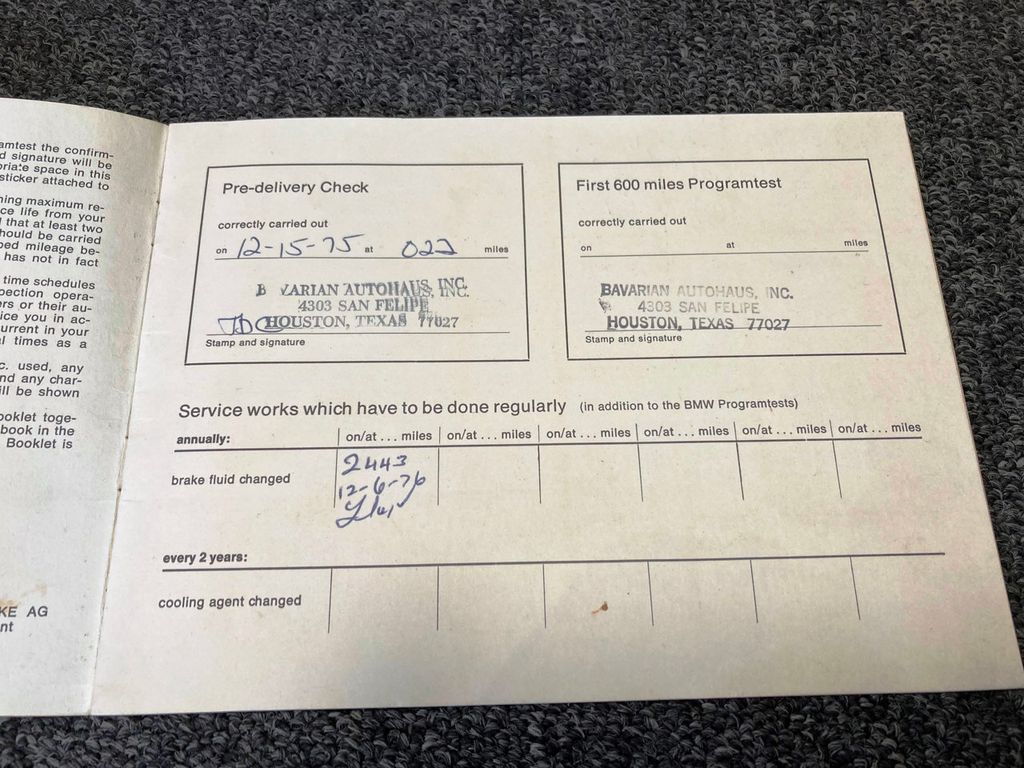 amtest the confirm-
d signature will be
priate space in this
sticker attached to
ning maximum re-
ce life from your
that at least two
hould be carried
bed mileage be-
has not in fact
time schedules
pection opera-
ers or their au-
ice you in ac-
urrent in your
l times as a
c. used, any
nd any char-
ill be shown
ooklet toge-
book in the
Booklet is
KE AG
nt
Pre-delivery Check
correctly carried out
on 12-15-75 at 022 miles
BAVARIAN AUTOHAUS, INC.
4303 SAN FELIPE
HOUSTON, TEXAS 77027
Stamp and signature
First 600 miles Programtest
correctly carried out
on at miles
BAVARIAN AUTOHAUS, INC.
4303 SAN FELIPE
HOUSTON, TEXAS 77027
Stamp and signature
Service works which have to be done regularly (in addition to the BMW Programtests)
annually: on/at ... miles on/at ... miles on/at ... miles on/at ... miles on/at ... miles on/at ... miles
brake fluid changed
2443
12-6-76
every 2 years:
cooling agent changed